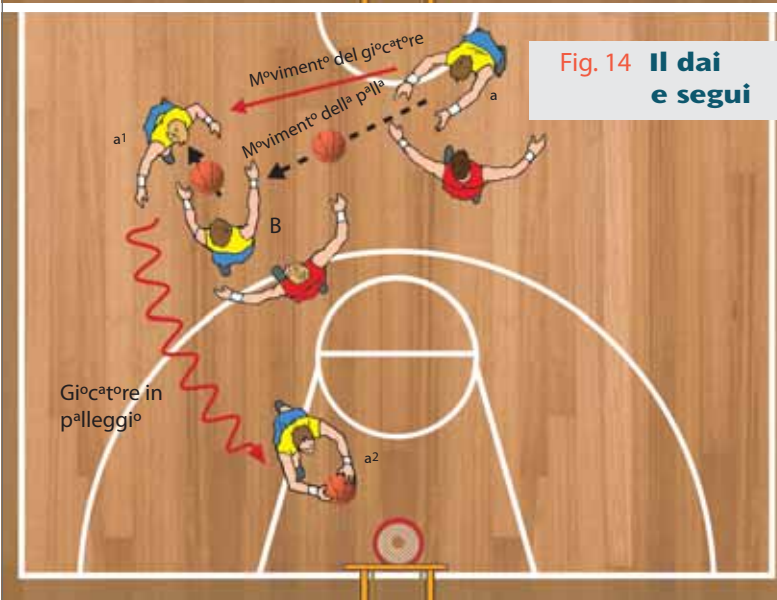 Fig. 14 Il dai
e segui
Movimento del giocatore
Movimento della palla
a
a1
B
Giocatore in
palleggio
a2